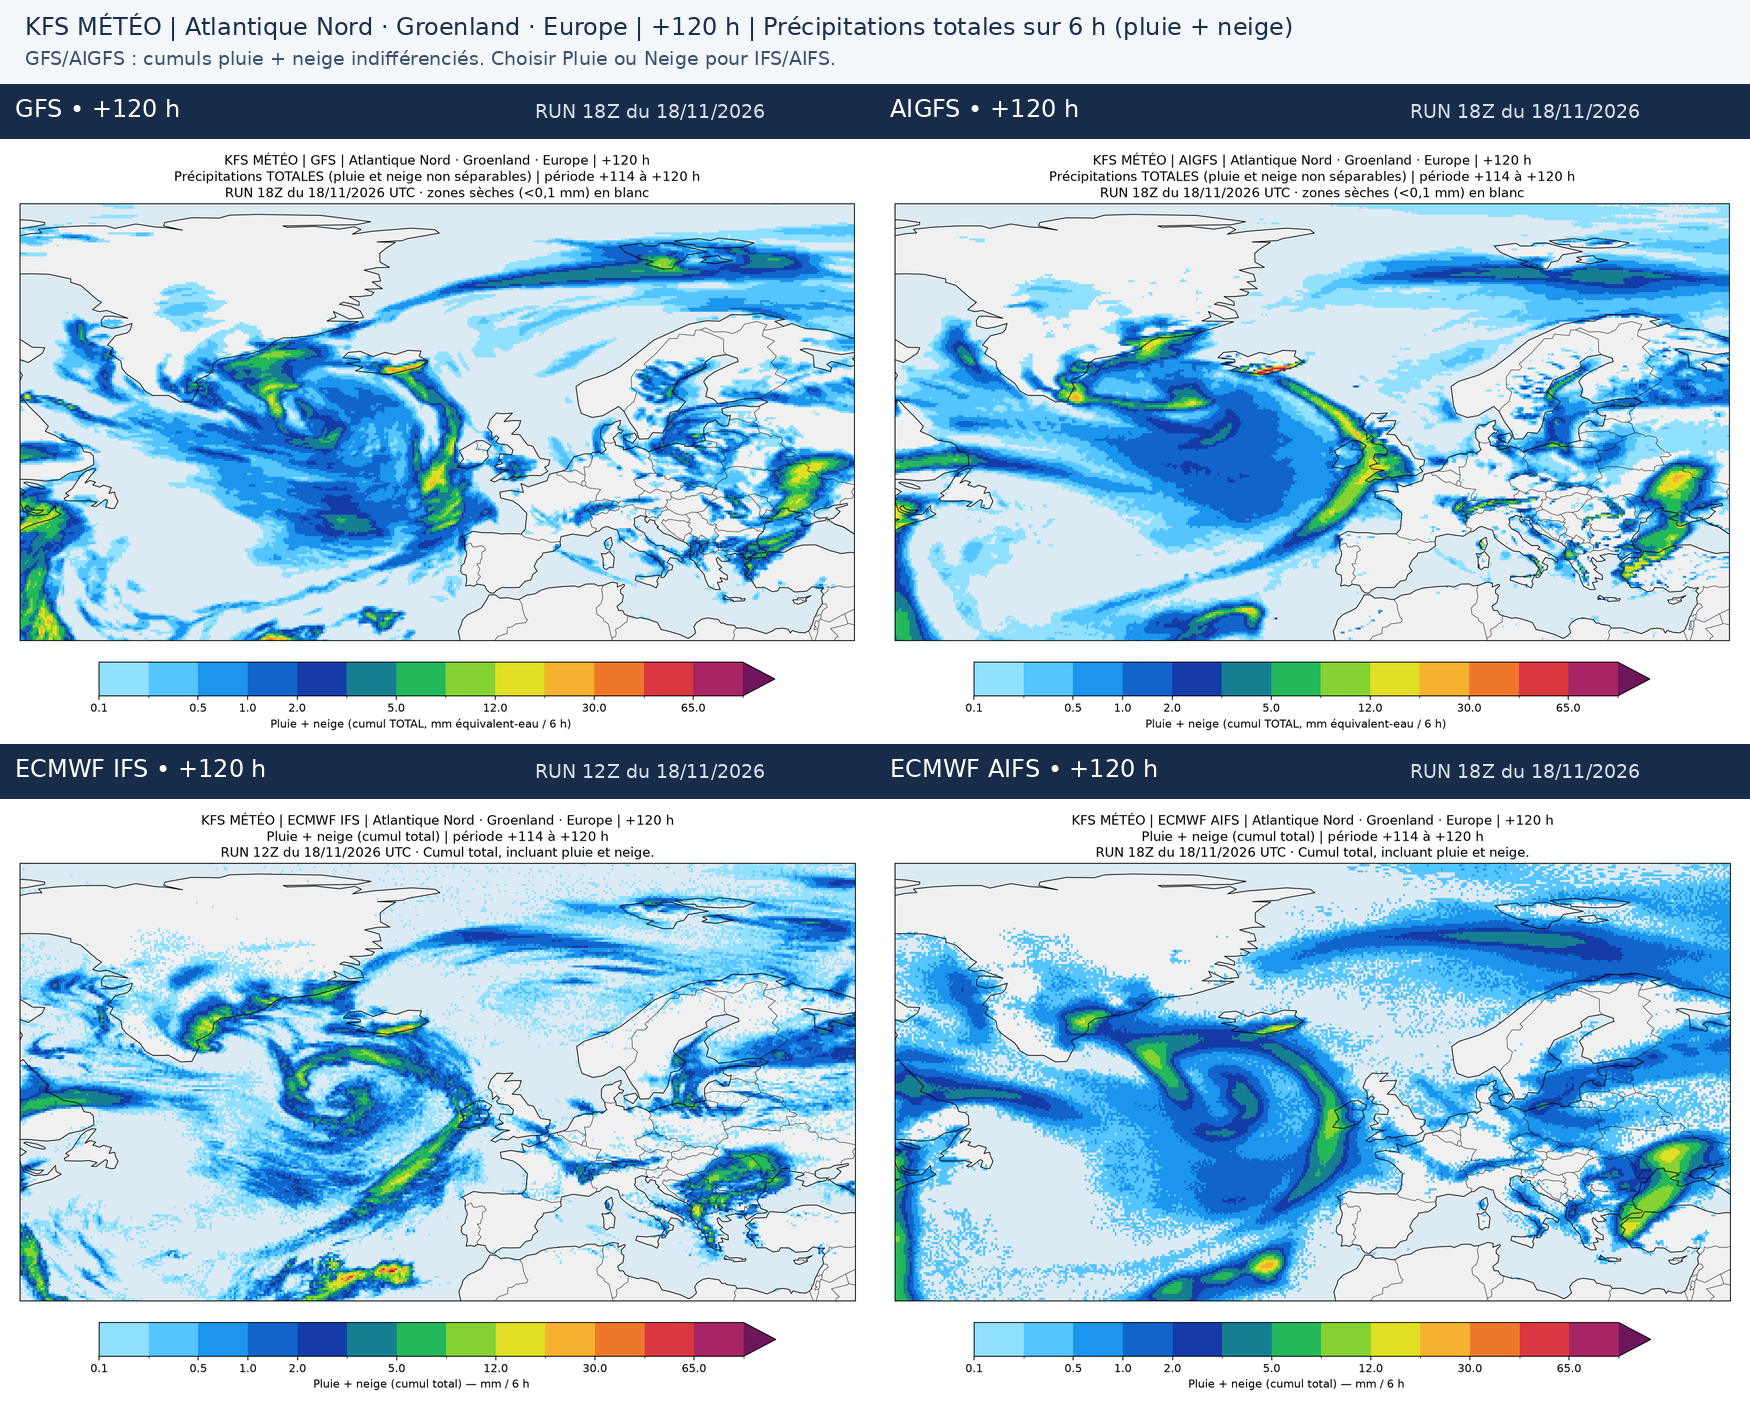 KFS MÉTÉO | Atlantique Nord · Groenland · Europe | +120 h | Précipitations totales sur 6 h (pluie + neige)
GFS/AIGFS : cumuls pluie + neige indifférenciés. Choisir Pluie ou Neige pour IFS/AIFS.
GFS • +120 h
RUN 18Z du 18/11/2026
KFS MÉTÉO | GFS | Atlantique Nord · Groenland · Europe | +120 h
Précipitations TOTALES (pluie et neige non séparables) | période +114 à +120 h
RUN 18Z du 18/11/2026 UTC · zones sèches (<0,1 mm) en blanc
0.1 0.5 1.0 2.0 5.0 12.0 30.0 65.0
Pluie + neige (cumul TOTAL, mm équivalent-eau / 6 h)
AIGFS • +120 h
RUN 18Z du 18/11/2026
KFS MÉTÉO | AIGFS | Atlantique Nord · Groenland · Europe | +120 h
Précipitations TOTALES (pluie et neige non séparables) | période +114 à +120 h
RUN 18Z du 18/11/2026 UTC · zones sèches (<0,1 mm) en blanc
0.1 0.5 1.0 2.0 5.0 12.0 30.0 65.0
Pluie + neige (cumul TOTAL, mm équivalent-eau / 6 h)
ECMWF IFS • +120 h
RUN 12Z du 18/11/2026
KFS MÉTÉO | ECMWF IFS | Atlantique Nord · Groenland · Europe | +120 h
Pluie + neige (cumul total) | période +114 à +120 h
RUN 12Z du 18/11/2026 UTC · Cumul total, incluant pluie et neige.
0.1 0.5 1.0 2.0 5.0 12.0 30.0 65.0
Pluie + neige (cumul total) — mm / 6 h
ECMWF AIFS • +120 h
RUN 18Z du 18/11/2026
KFS MÉTÉO | ECMWF AIFS | Atlantique Nord · Groenland · Europe | +120 h
Pluie + neige (cumul total) | période +114 à +120 h
RUN 18Z du 18/11/2026 UTC · Cumul total, incluant pluie et neige.
0.1 0.5 1.0 2.0 5.0 12.0 30.0 65.0
Pluie + neige (cumul total) — mm / 6 h